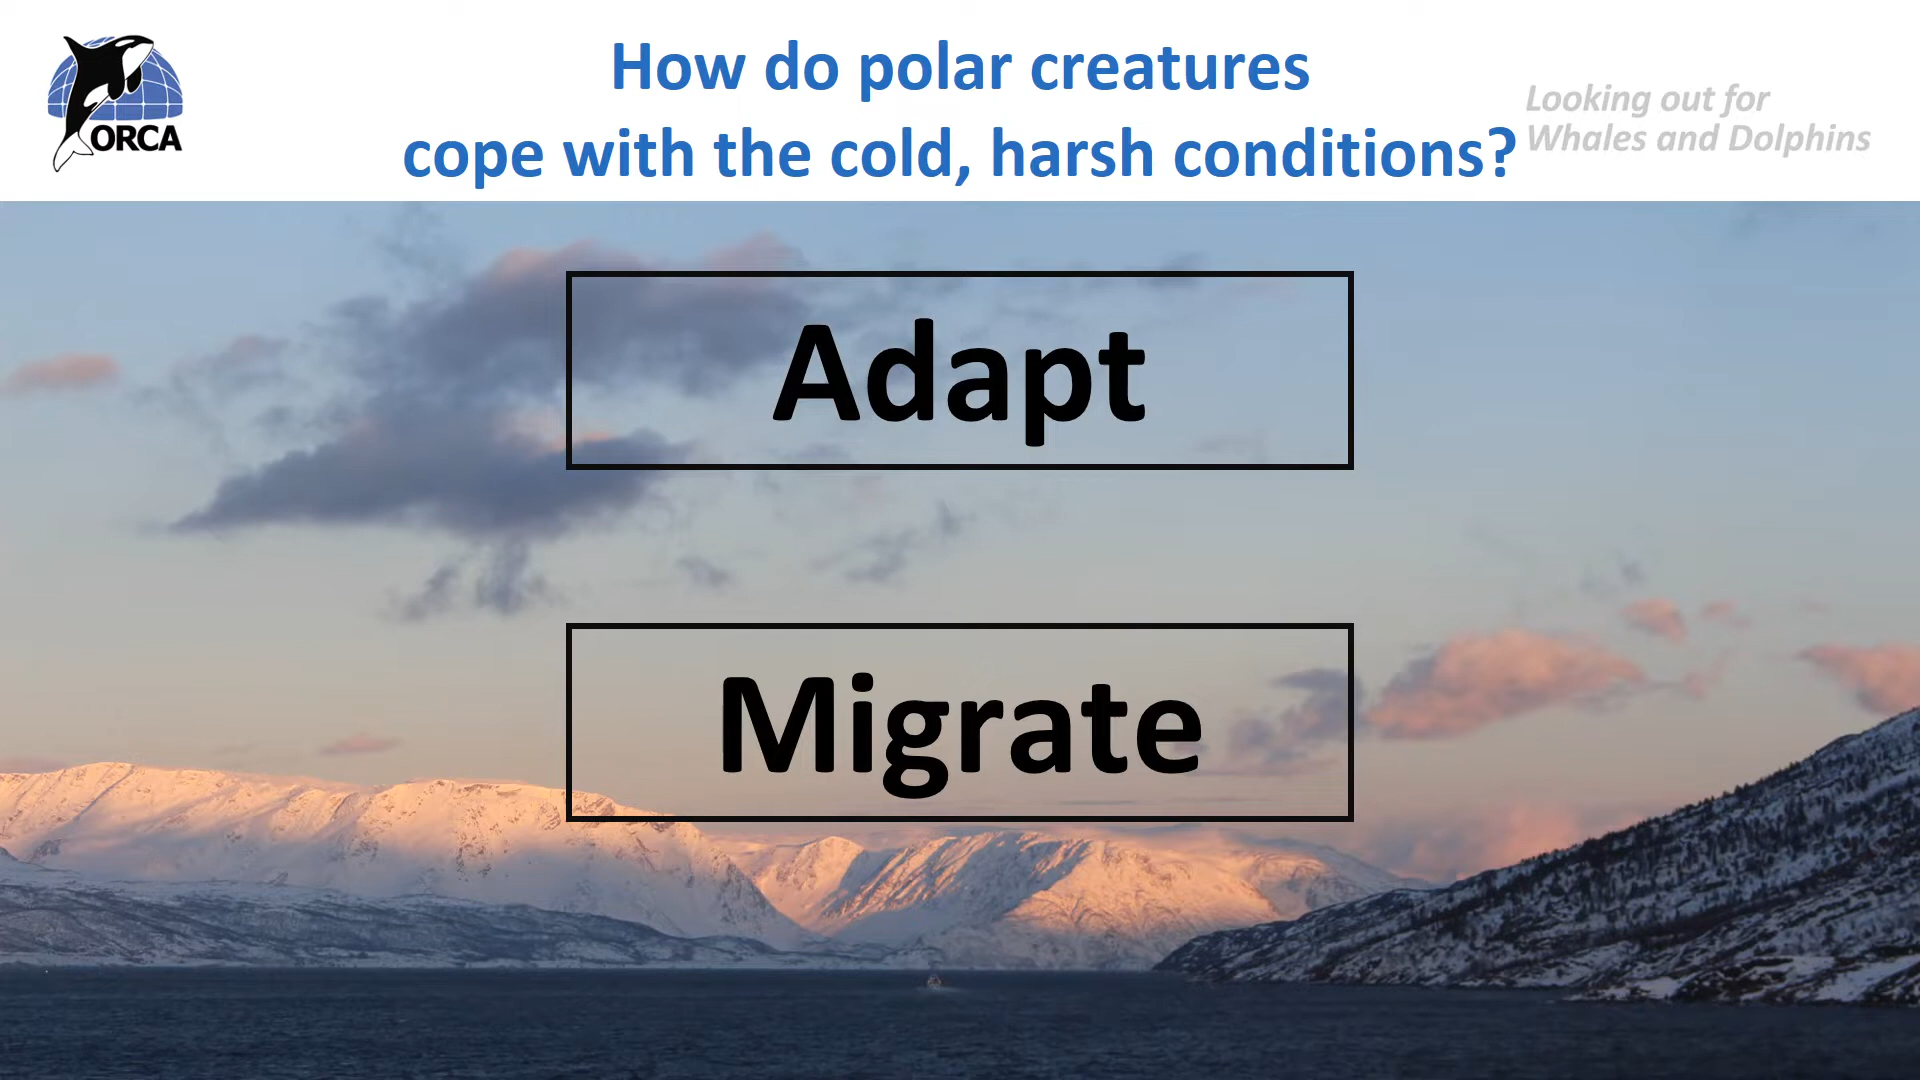 ORCA
How do polar creatures
cope with the cold, harsh conditions?
Looking out for
Whales and Dolphins
Adapt
Migrate